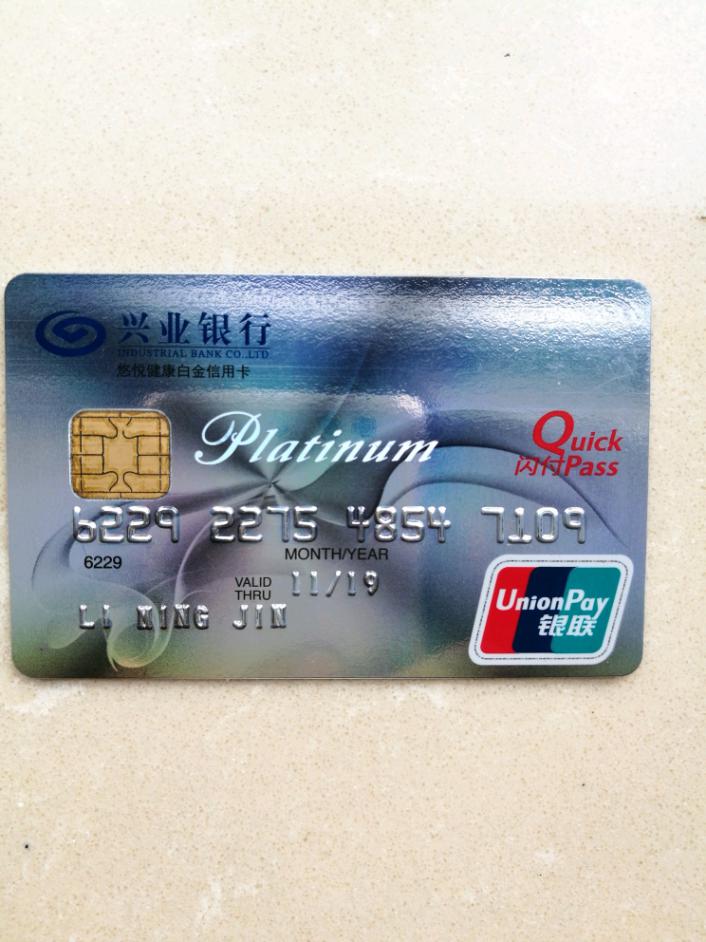 兴业银行
INDUSTRIAL BANK CO.,LTD
悠悦健康白金信用卡
Platinum
Quick
闪付Pass
6229 2275 4854 7109
6229
MONTH/YEAR
VALID THRU 11/19
LI MING JIN
UnionPay
银联